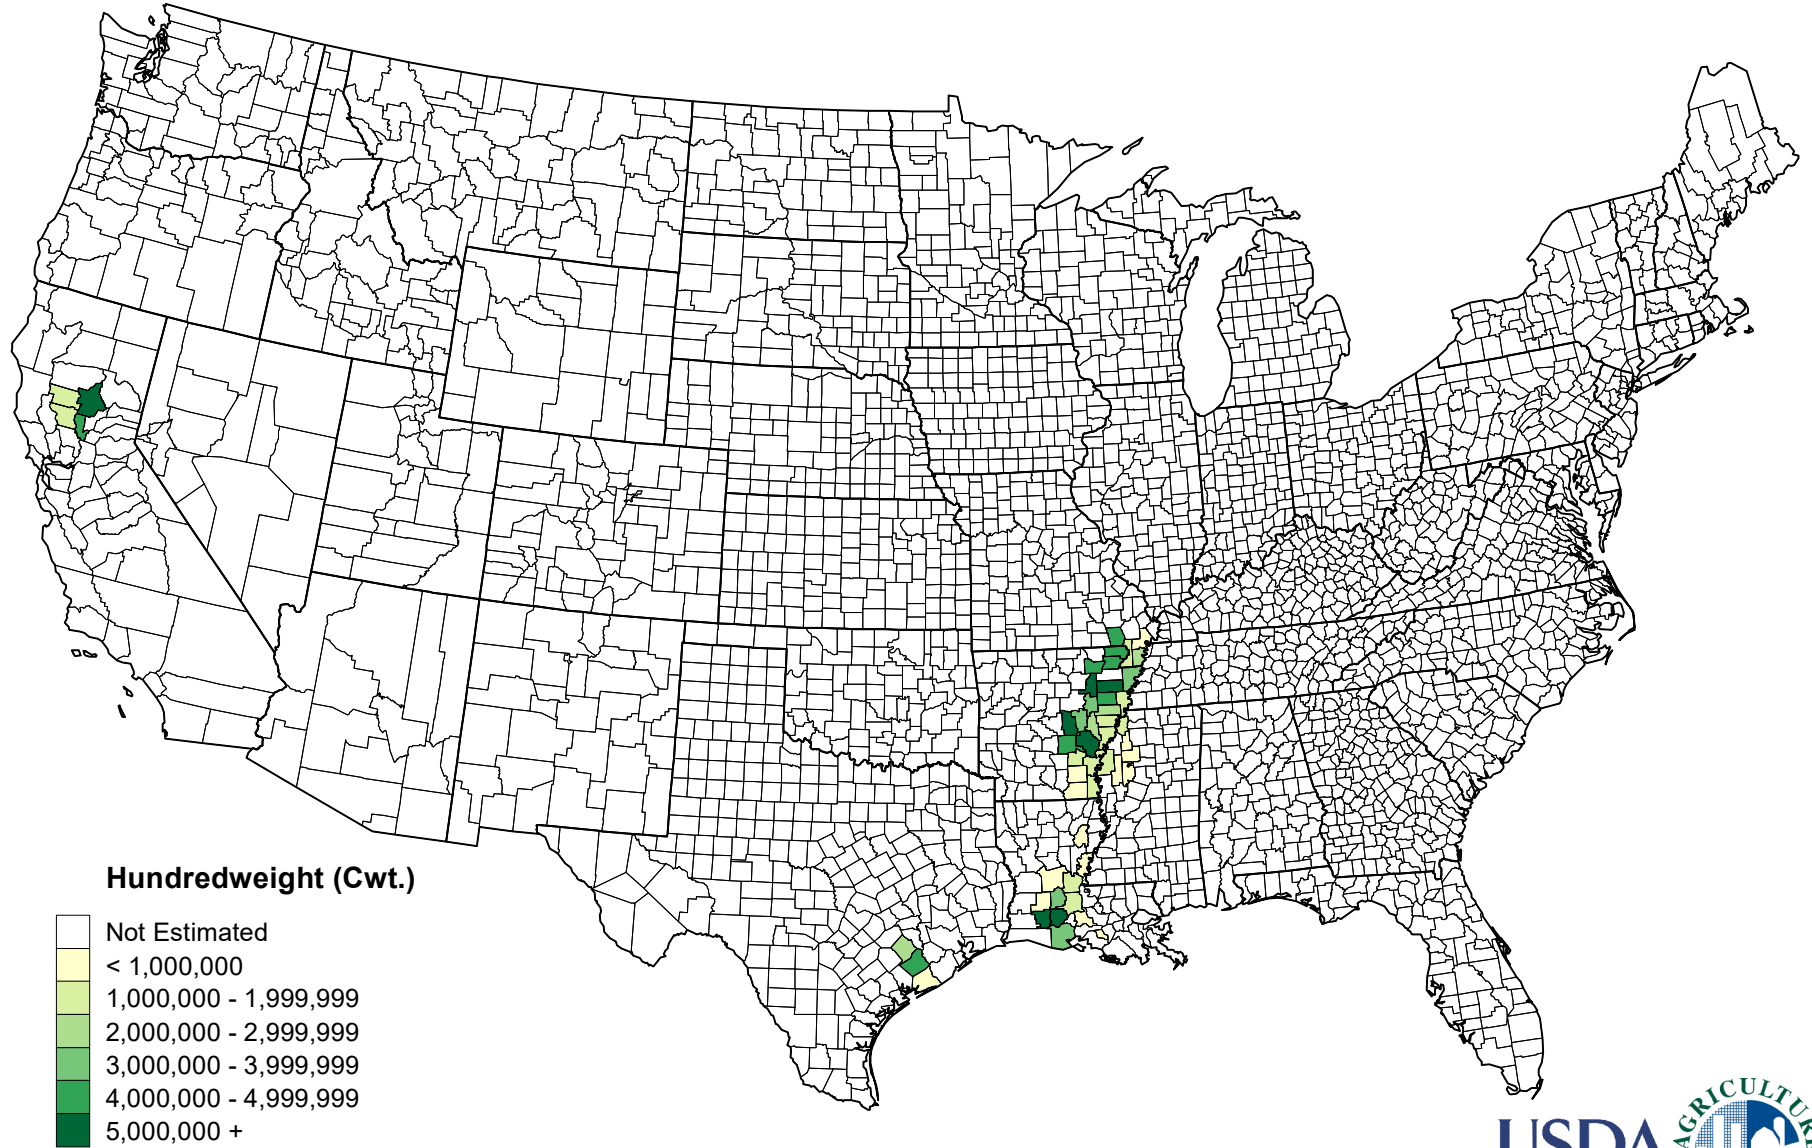 Hundredweight (Cwt.)
Not Estimated
< 1,000,000
1,000,000 - 1,999,999
2,000,000 - 2,999,999
3,000,000 - 3,999,999
4,000,000 - 4,999,999
5,000,000 +
USDA